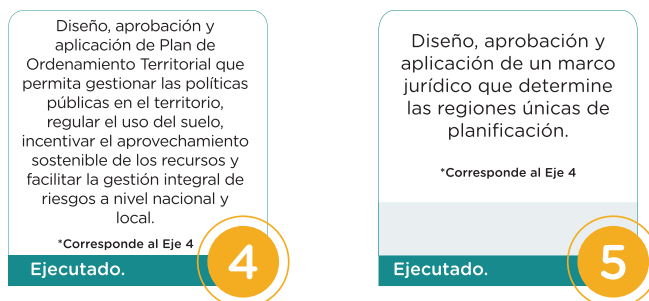 Diseño, aprobación y
aplicación de Plan de
Ordenamiento Territorial que
permita gestionar las políticas
públicas en el territorio,
regular el uso del suelo,
incentivar el aprovechamiento
sostenible de los recursos y
facilitar la gestión integral de
riesgos a nivel nacional y
local.
*Corresponde al Eje 4
Ejecutado.
4
Diseño, aprobación y
aplicación de un marco
jurídico que determine
las regiones únicas de
planificación.
*Corresponde al Eje 4
Ejecutado.
5